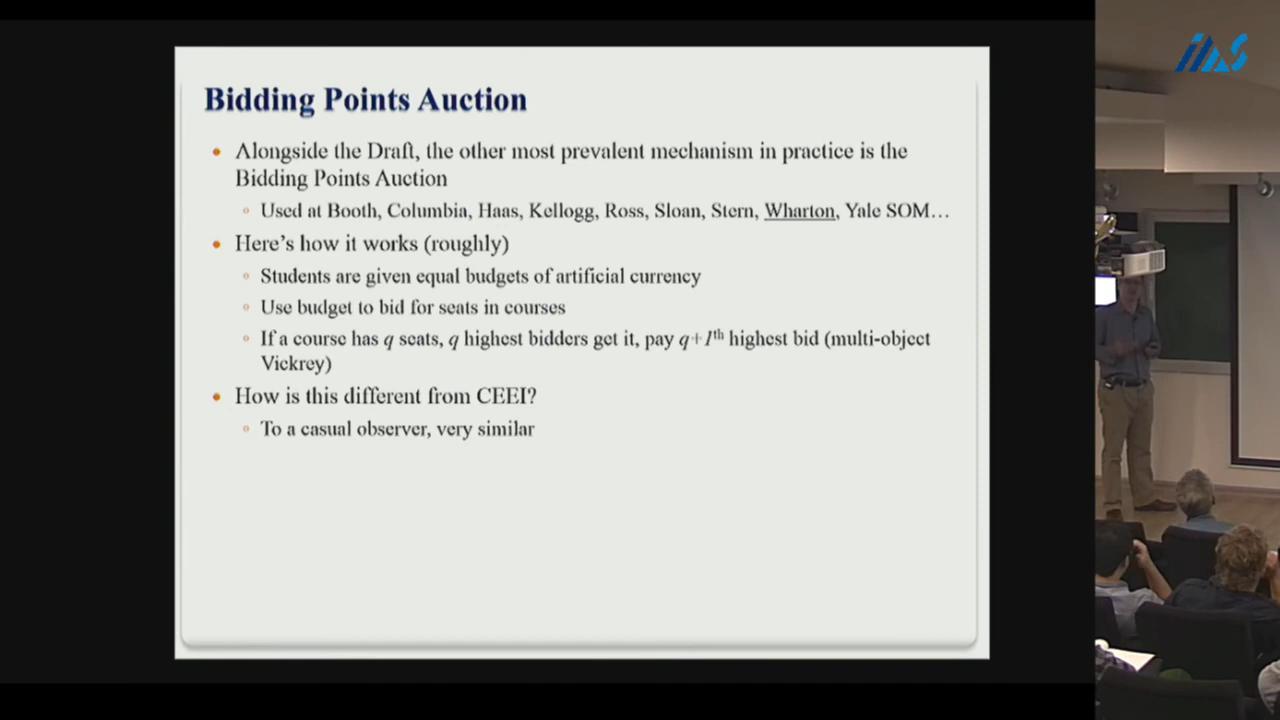 IIAS
Bidding Points Auction
• Alongside the Draft, the other most prevalent mechanism in practice is the
Bidding Points Auction
◦ Used at Booth, Columbia, Haas, Kellogg, Ross, Sloan, Stern, Wharton, Yale SOM…
• Here's how it works (roughly)
◦ Students are given equal budgets of artificial currency
◦ Use budget to bid for seats in courses
◦ If a course has q seats, q highest bidders get it, pay q+1th highest bid (multi-object
Vickrey)
• How is this different from CEEI?
◦ To a casual observer, very similar